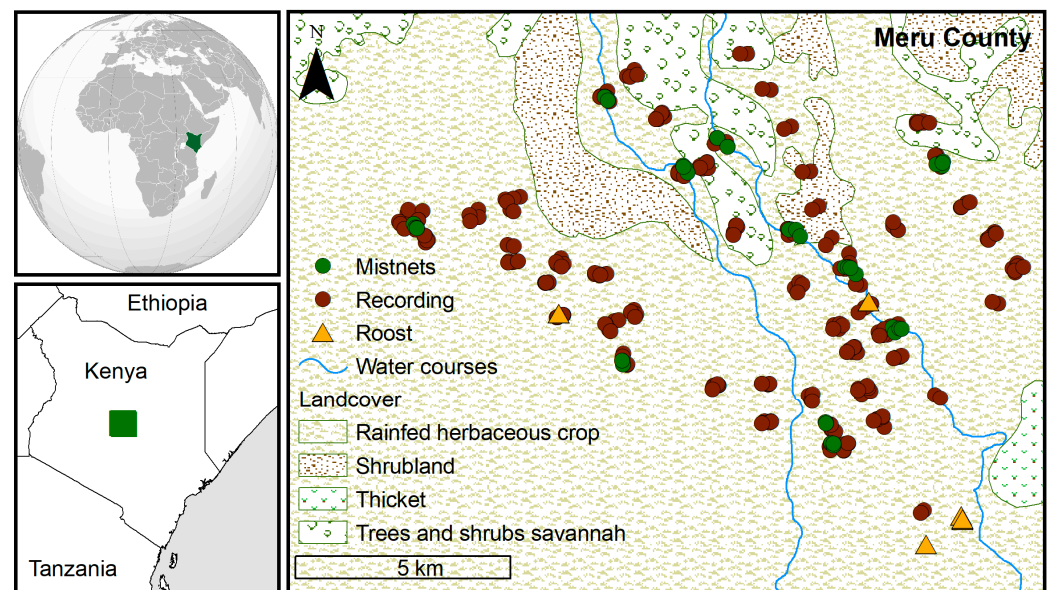 N
Meru County
Mistnets
Recording
Roost
Water courses
Landcover
Rainfed herbaceous crop
Shrubland
Thicket
Trees and shrubs savannah
5 km
Ethiopia
Kenya
Tanzania